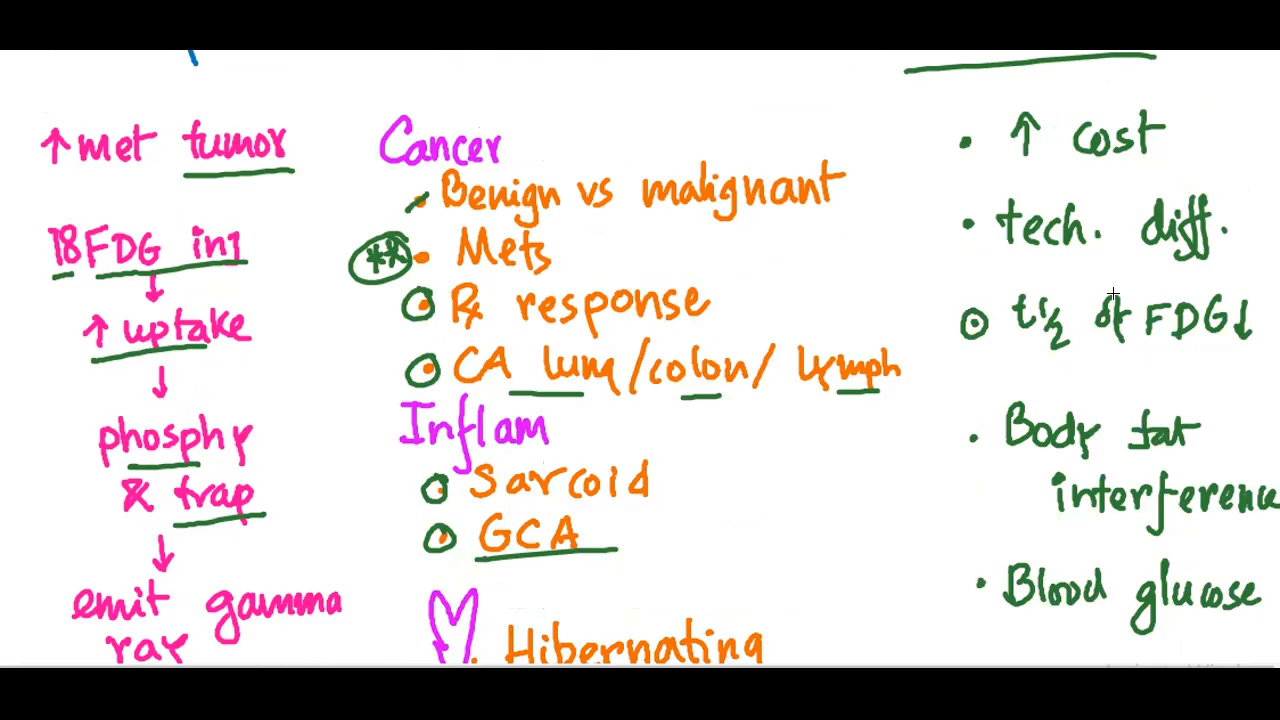 ↑ met tumor
18FDG inj
↑ uptake
phosphy
& trap
emit gamma
ray
Cancer
• Benign vs malignant
** • Mets
• Rx response
• CA lung/colon/lymph
Inflam
• Sarcoid
• GCA
• Hibernating
• ↑ cost
• tech. diff.
• t½ of FDG↓
• Body fat
interference
• Blood glucose